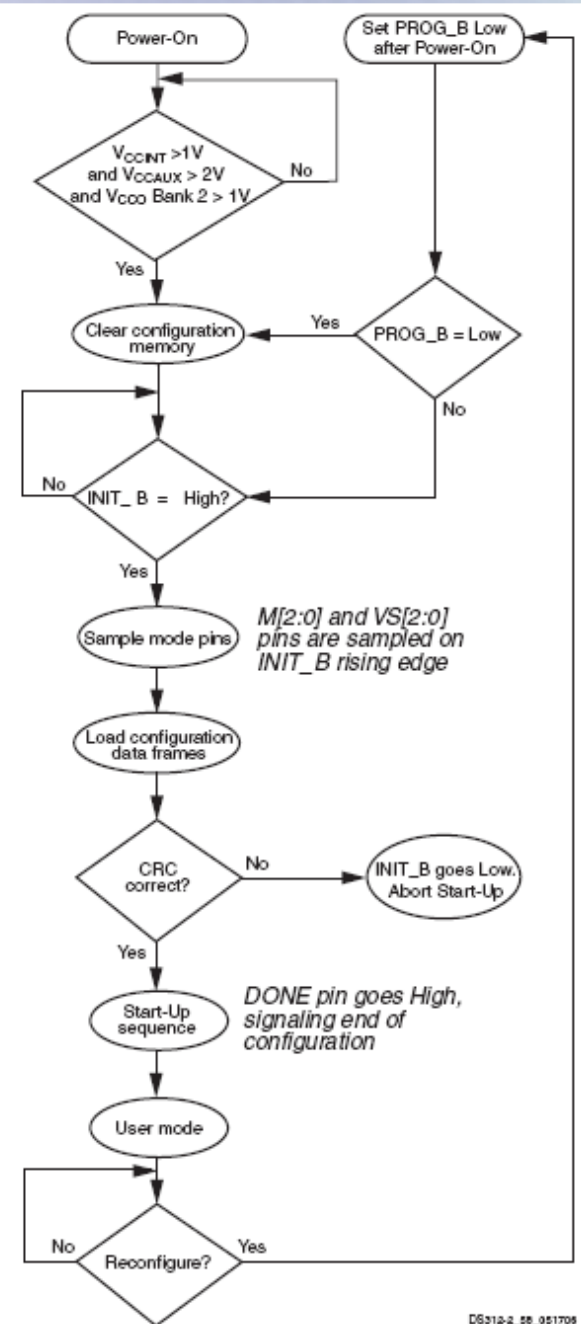 Power-On
Set PROG_B Low
after Power-On
VCCINT >1V
and VCCAUX > 2V
and VCCO Bank 2 > 1V
No
Yes
Clear configuration
memory
Yes
PROG_B = Low
No
No
INIT_ B = High?
Yes
Sample mode pins
M[2:0] and VS[2:0]
pins are sampled on
INIT_B rising edge
Load configuration
data frames
CRC
correct?
No
INIT_B goes Low.
Abort Start-Up
Yes
Start-Up
sequence
DONE pin goes High,
signaling end of
configuration
User mode
No
Reconfigure?
Yes
DS312-2_58_051706